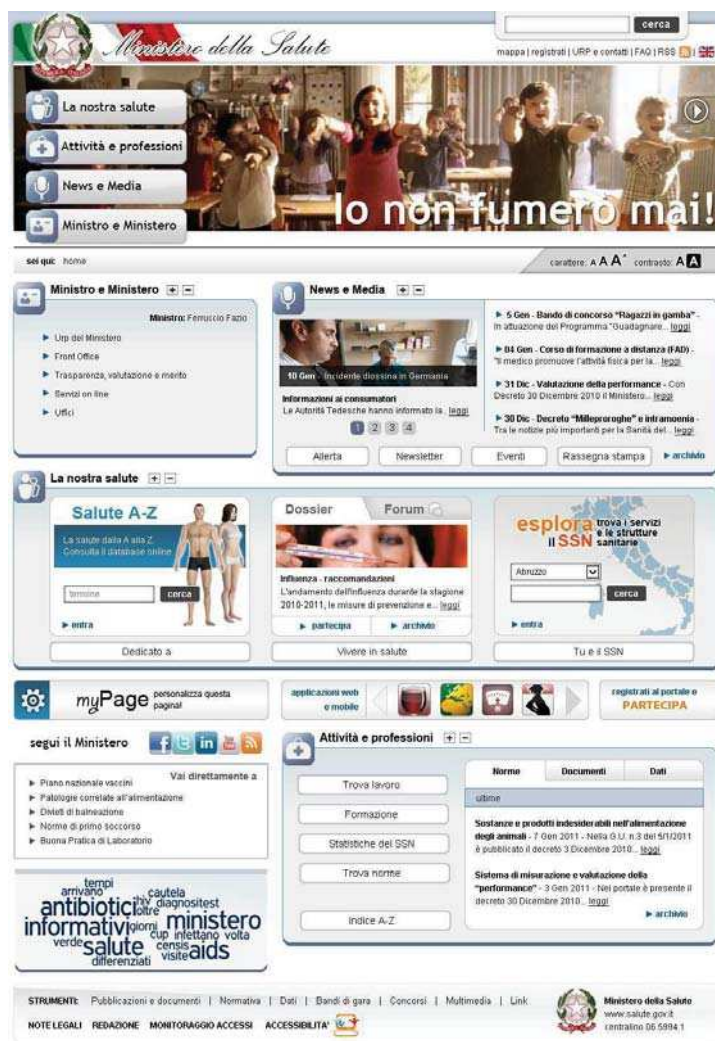 Ministero della Salute
cerca
mappa | registrati | URP e contatti | FAQ | RSS
La nostra salute
Attività e professioni
News e Media
Ministro e Ministero
Io non fumerò mai!
sei qui: home
carattere: A A A+ contrasto: A A
Ministro e Ministero + -
Ministro: Ferruccio Fazio
Urp del Ministero
Front Office
Trasparenza, valutazione e merito
Servizi on line
Uffici
News e Media + -
10 Gen - Incidente diossina in Germania
Informazioni ai consumatori
Le Autorità Tedesche hanno informato la.. leggi
1 2 3 4
5 Gen - Bando di concorso "Ragazzi in gamba" -
In attuazione del Programma "Guadagnare... leggi
04 Gen - Corso di formazione a distanza (FAD) -
"Il medico promuove l'attività fisica per la... leggi
31 Dic - Valutazione della performance - Con
Decreto 30 Dicembre 2010 il Ministero... leggi
30 Dic - Decreto "Milleproroghe" e intramoenia -
Tra le notizie più importanti per la Sanità del... leggi
Allerta
Newsletter
Eventi
Rassegna stampa
archivio
La nostra salute + -
Salute A-Z
La salute dalla A alla Z.
Consulta il database online
termine
cerca
entra
Dedicato a
Dossier
Forum
Influenza - raccomandazioni
L'andamento dell'influenza durante la stagione
2010-2011, le misure di prevenzione e... leggi
partecipa
archivio
Vivere in salute
esplora
il SSN
trova i servizi
e le strutture
sanitarie
Abruzzo
cerca
entra
Tu e il SSN
myPage
personalizza questa
pagina!
applicazioni web
e mobile
registrati al portale e
PARTECIPA
segui il Ministero
Vai direttamente a
Piano nazionale vaccini
Patologie correlate all'alimentazione
Divieti di balneazione
Norme di primo soccorso
Buona Pratica di Laboratorio
tempi
arrivano
cautela
antibiotici
hiv
diagnosi
test
oltre
informativi
giorni
ministero
cup
infettano
volta
verde
salute
censis
visite
aids
differenziati
Attività e professioni + -
Trova lavoro
Formazione
Statistiche del SSN
Trova norme
Indice A-Z
Norme
Documenti
Dati
ultime
Sostanze e prodotti indesiderabili nell'alimentazione
degli animali - 7 Gen 2011 - Nella G.U. n.3 del 5/1/2011
è pubblicato il decreto 3 Dicembre 2010... leggi
Sistema di misurazione e valutazione della
"performance" - 3 Gen 2011 - Nel portale è presente il
decreto 30 Dicembre 2010... leggi
archivio
STRUMENTI: Pubblicazioni e documenti | Normativa | Dati | Bandi di gara | Concorsi | Multimedia | Link
NOTE LEGALI REDAZIONE MONITORAGGIO ACCESSI ACCESSIBILITA'
Ministero della Salute
www.salute.gov.it
centralino 06.5994.1